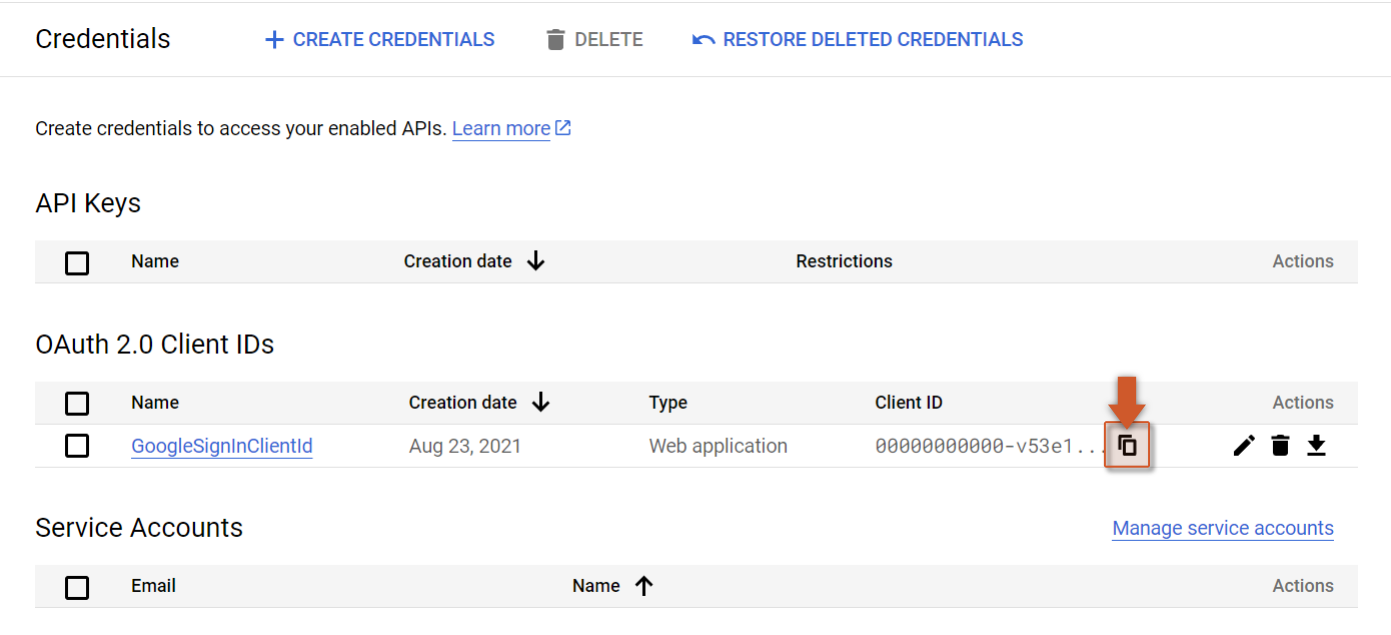 Credentials CREATE CREDENTIALS DELETE RESTORE DELETED CREDENTIALS
Create credentials to access your enabled APIs. Learn more
API Keys
Name Creation date Restrictions Actions
OAuth 2.0 Client IDs
Name Creation date Type Client ID Actions
GoogleSignInClientId Aug 23, 2021 Web application 00000000000-v53e1...
Service Accounts Manage service accounts
Email Name Actions